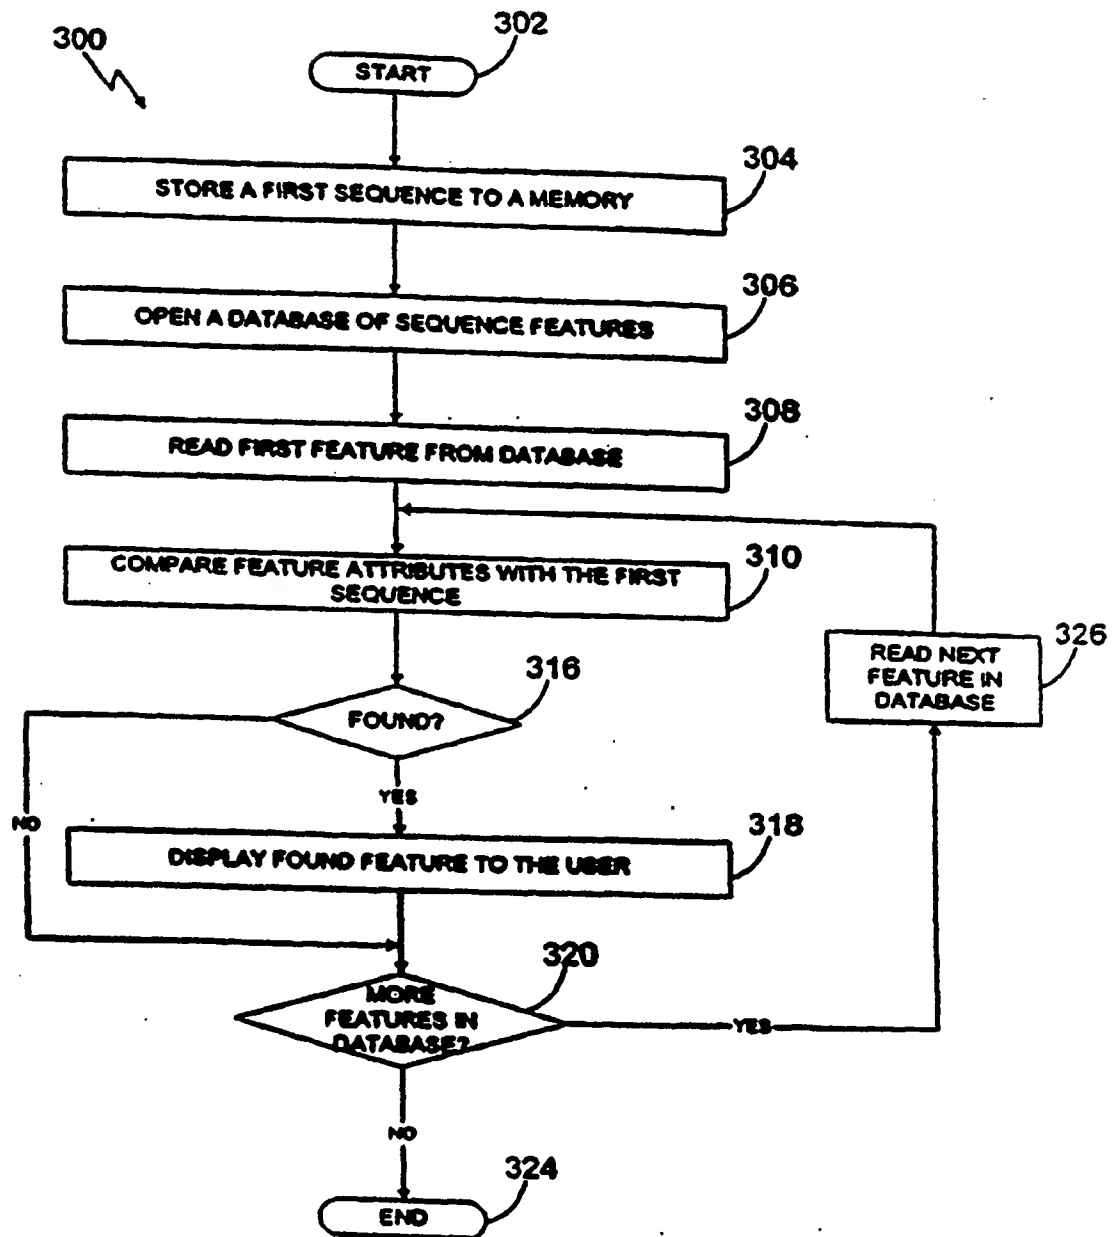 300
302
START
304
STORE A FIRST SEQUENCE TO A MEMORY
306
OPEN A DATABASE OF SEQUENCE FEATURES
308
READ FIRST FEATURE FROM DATABASE
310
COMPARE FEATURE ATTRIBUTES WITH THE FIRST
SEQUENCE
326
READ NEXT
FEATURE IN
DATABASE
316
FOUND?
YES
NO
318
DISPLAY FOUND FEATURE TO THE USER
320
MORE
FEATURES IN
DATABASE?
YES
NO
324
END